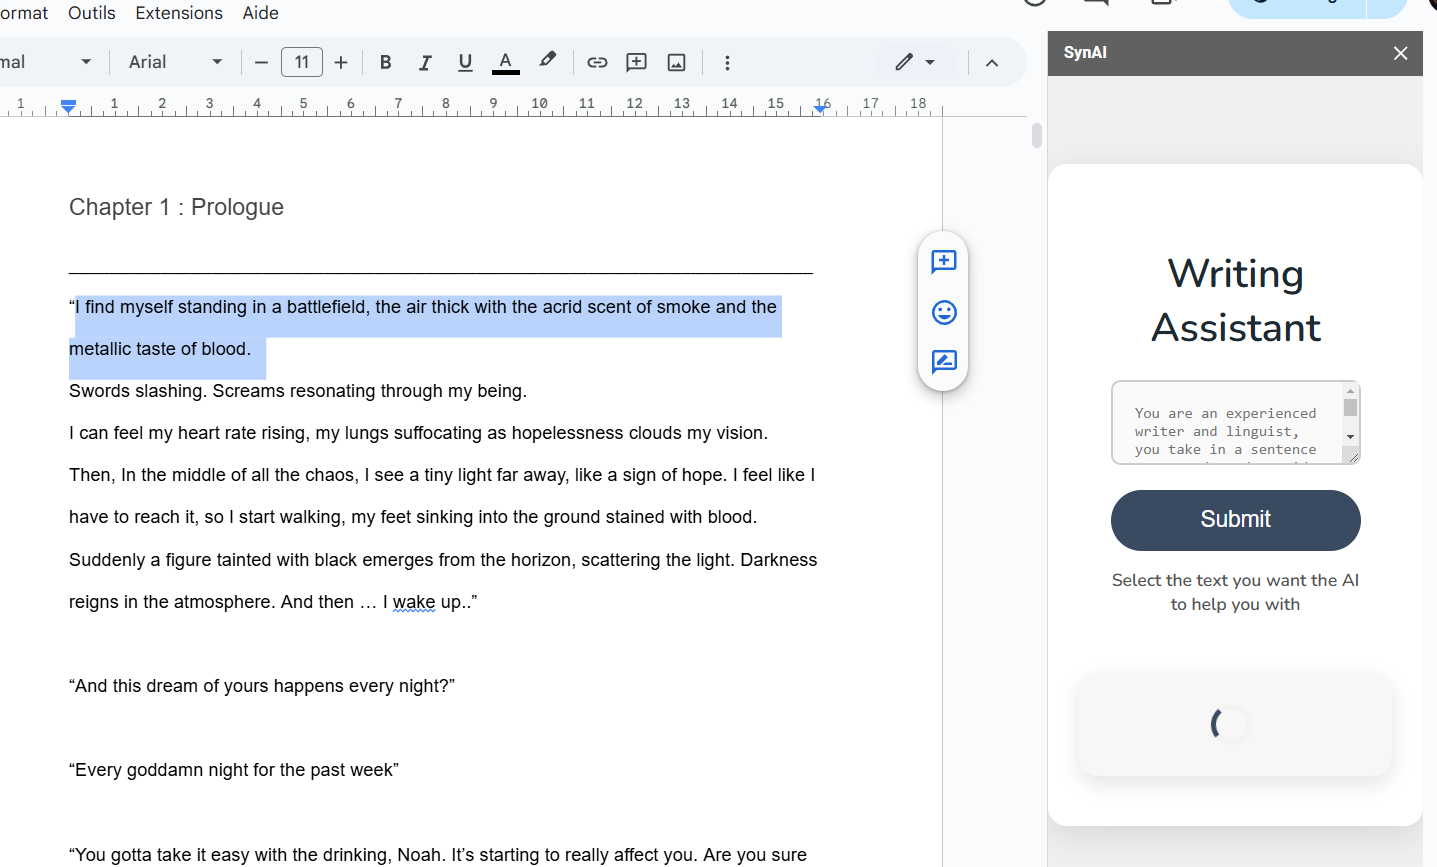 ormat Outils Extensions Aide
mal Arial 11 B I U A
1 1 2 3 4 5 6 7 8 9 10 11 12 13 14 15 16 17 18
Chapter 1 : Prologue
“I find myself standing in a battlefield, the air thick with the acrid scent of smoke and the
metallic taste of blood.
Swords slashing. Screams resonating through my being.
I can feel my heart rate rising, my lungs suffocating as hopelessness clouds my vision.
Then, In the middle of all the chaos, I see a tiny light far away, like a sign of hope. I feel like I
have to reach it, so I start walking, my feet sinking into the ground stained with blood.
Suddenly a figure tainted with black emerges from the horizon, scattering the light. Darkness
reigns in the atmosphere. And then … I wake up..”
“And this dream of yours happens every night?”
“Every goddamn night for the past week”
“You gotta take it easy with the drinking, Noah. It’s starting to really affect you. Are you sure
SynAI
Writing
Assistant
You are an experienced
writer and linguist,
you take in a sentence
Submit
Select the text you want the AI
to help you with